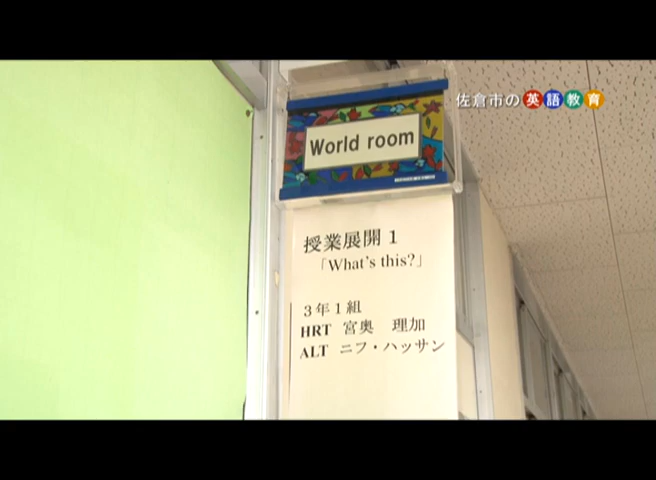 佐倉市の英語教育
World room
授業展開1
「What's this?」
3年1組
HRT 宮奥 理加
ALT ニフ・ハッサン